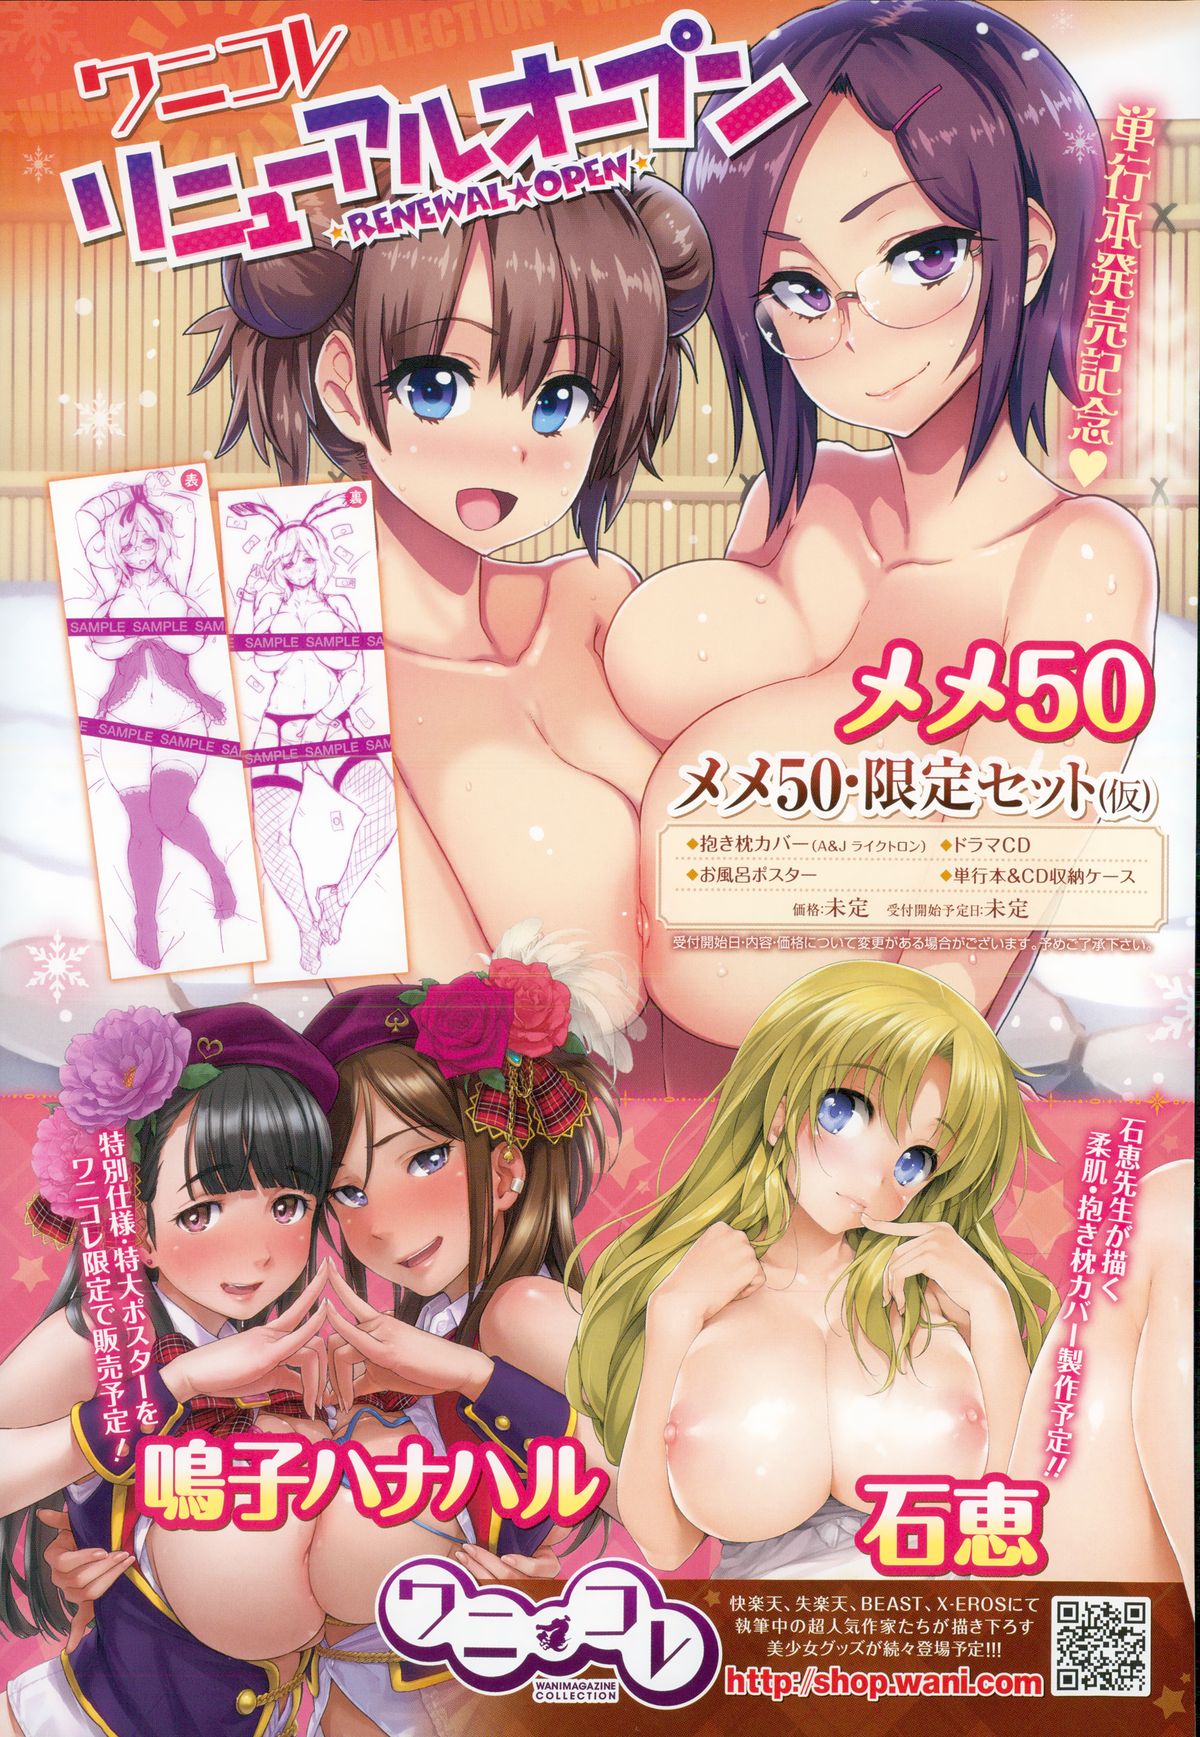 WANIMAGAZINE COLLECTION
ワニコレ
リニューアルオープン
RENEWAL★OPEN
単行本発売記念♥
表
裏
SAMPLE SAMPLE SAM
E SAMPLE SAMPLE SAMPLE
E SAMPLE SAMPLE SA
SAMPLE SAMPLE SAMPLE
メメ50
メメ50・限定セット(仮)
◆抱き枕カバー(A&J ライクトロン) ◆ドラマCD
◆お風呂ポスター ◆単行本&CD収納ケース
価格:未定 受付開始予定日:未定
受付開始日・内容・価格について変更がある場合がございます。予めご了承下さい。
特別仕様・特大ポスターを
ワニコレ限定で販売予定!
鳴子ハナハル
石恵先生が描く
柔肌・抱き枕カバー製作予定!!
石恵
ワニコレ
WANIMAGAZINE
COLLECTION
快楽天、失楽天、BEAST、X-EROSにて
執筆中の超人気作家たちが描き下ろす
美少女グッズが続々登場予定!!!
http://shop.wani.com